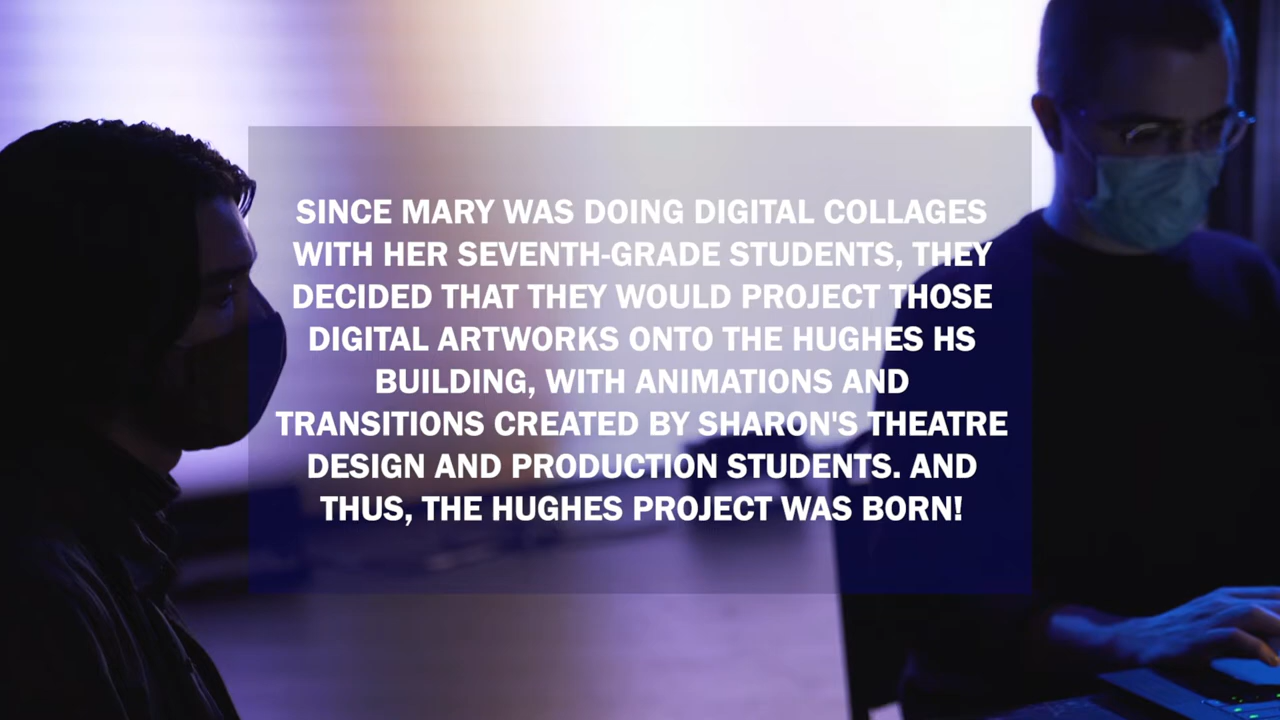 SINCE MARY WAS DOING DIGITAL COLLAGES
WITH HER SEVENTH-GRADE STUDENTS, THEY
DECIDED THAT THEY WOULD PROJECT THOSE
DIGITAL ARTWORKS ONTO THE HUGHES HS
BUILDING, WITH ANIMATIONS AND
TRANSITIONS CREATED BY SHARON'S THEATRE
DESIGN AND PRODUCTION STUDENTS. AND
THUS, THE HUGHES PROJECT WAS BORN!